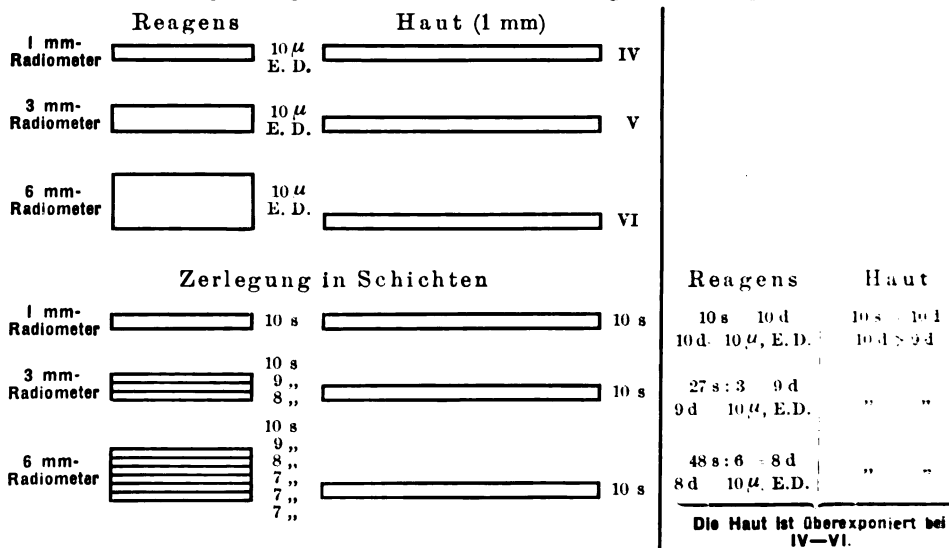 Reagens Haut (1 mm)
1 mm-
Radiometer
10 μ
E. D.
IV
3 mm-
Radiometer
10 μ
E. D.
V
6 mm-
Radiometer
10 μ
E. D.
VI
Zerlegung in Schichten
1 mm-
Radiometer
10 s
10 s
3 mm-
Radiometer
10 s
9 „
8 „
10 s
6 mm-
Radiometer
10 s
9 „
8 „
7 „
7 „
7 „
10 s
Reagens Haut
10 s 10 d 10 s 10 d
10 d 10 μ, E. D. 10 d > 9 d
27 s : 3 9 d
9 d 10 μ, E.D. „ „
48 s : 6 = 8 d
8 d 10 μ, E.D. „ „
Die Haut ist überexponiert bei
IV—VI.